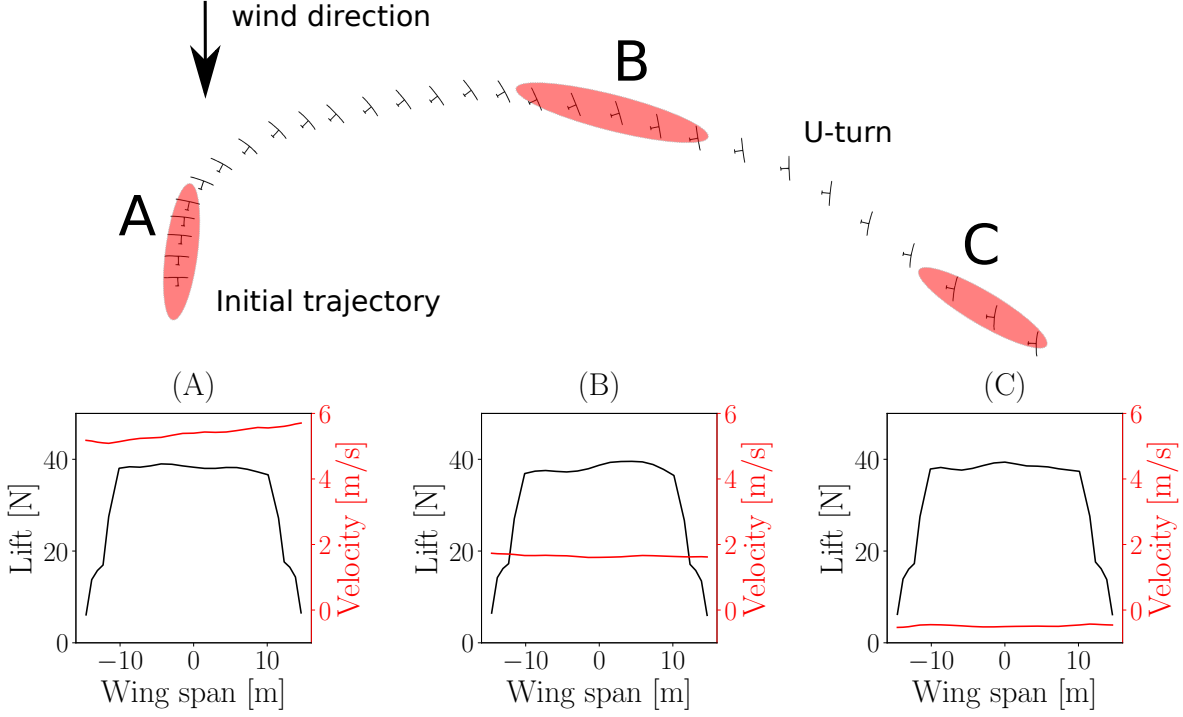 wind direction
B
U-turn
A
C
Initial trajectory
(A)
(B)
(C)
6
4
2
0
40
20
0
Lift [N]
Velocity [m/s]
−10 0 10
Wing span [m]
6
4
2
0
40
20
0
Lift [N]
Velocity [m/s]
−10 0 10
Wing span [m]
6
4
2
0
40
20
0
Lift [N]
Velocity [m/s]
−10 0 10
Wing span [m]